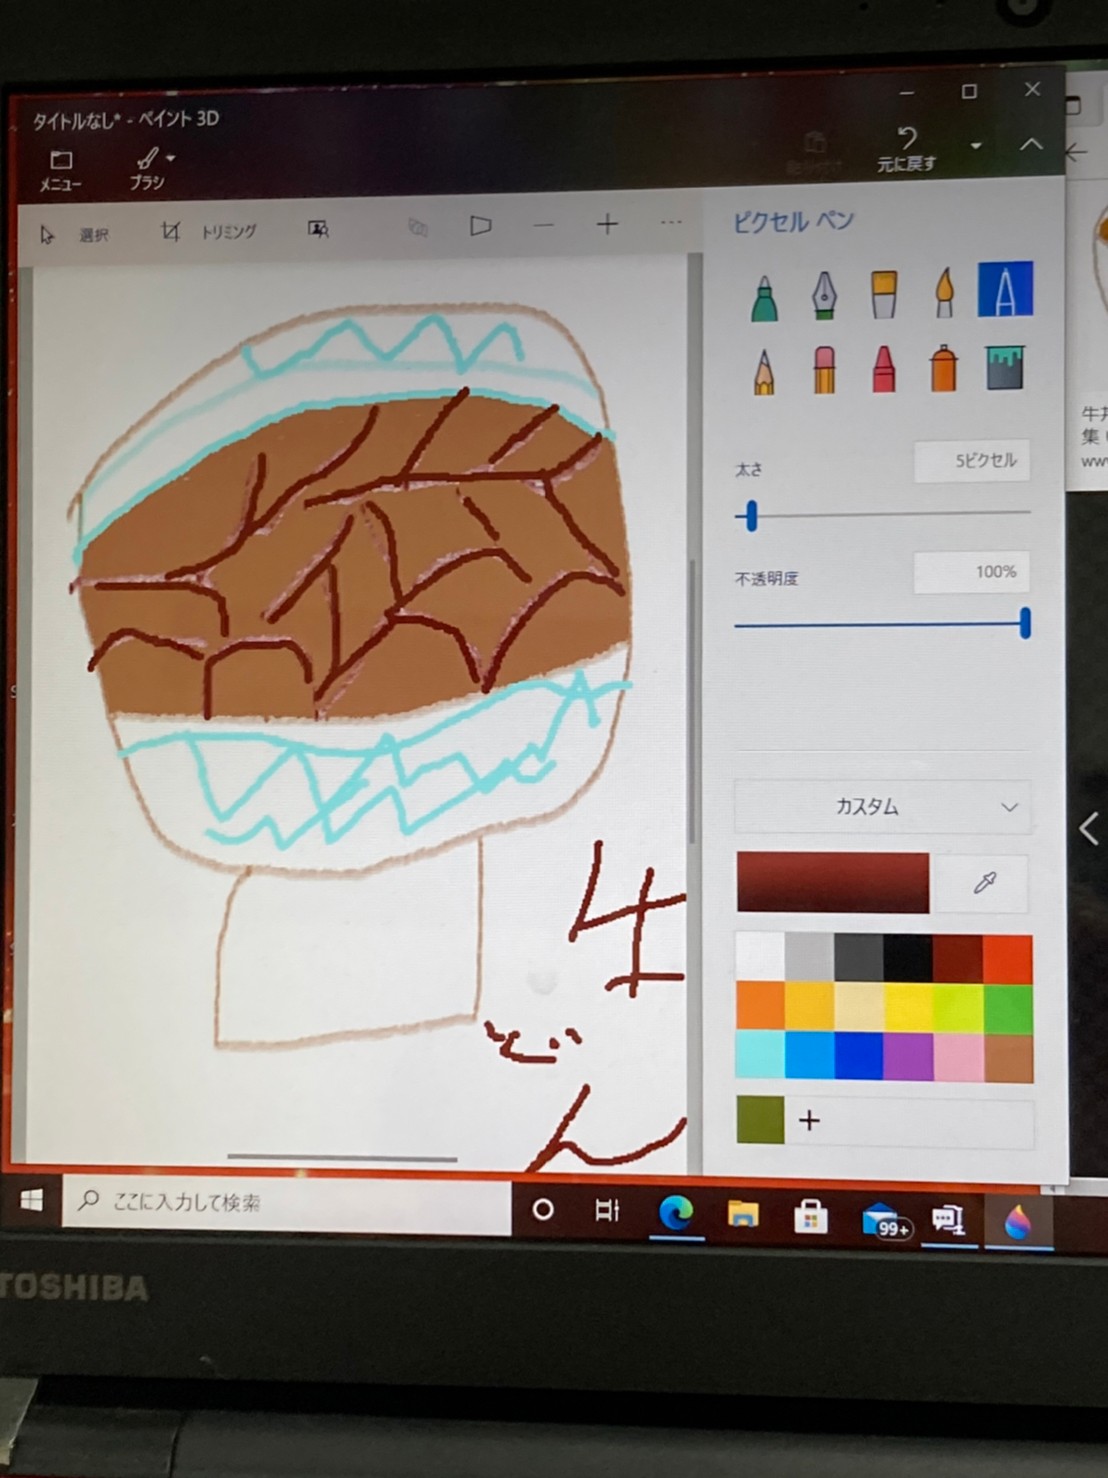 タイトルなし* - ペイント 3D
メニュー
ブラシ
元に戻す
選択
トリミング
ピクセル ペン
太さ
5ピクセル
不透明度
100%
カスタム
牛
どん
ここに入力して検索
99+
TOSHIBA
牛丼
集
www